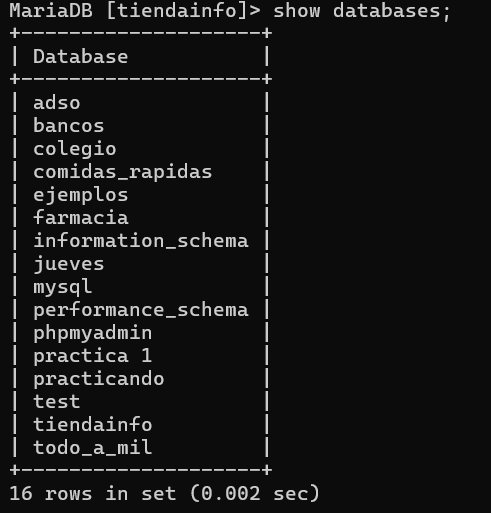 MariaDB [tiendainfo]> show databases;
+--------------------+
| Database           |
+--------------------+
| adso               |
| bancos             |
| colegio            |
| comidas_rapidas    |
| ejemplos           |
| farmacia           |
| information_schema |
| jueves             |
| mysql              |
| performance_schema |
| phpmyadmin         |
| practica 1         |
| practicando        |
| test               |
| tiendainfo         |
| todo_a_mil         |
+--------------------+
16 rows in set (0.002 sec)